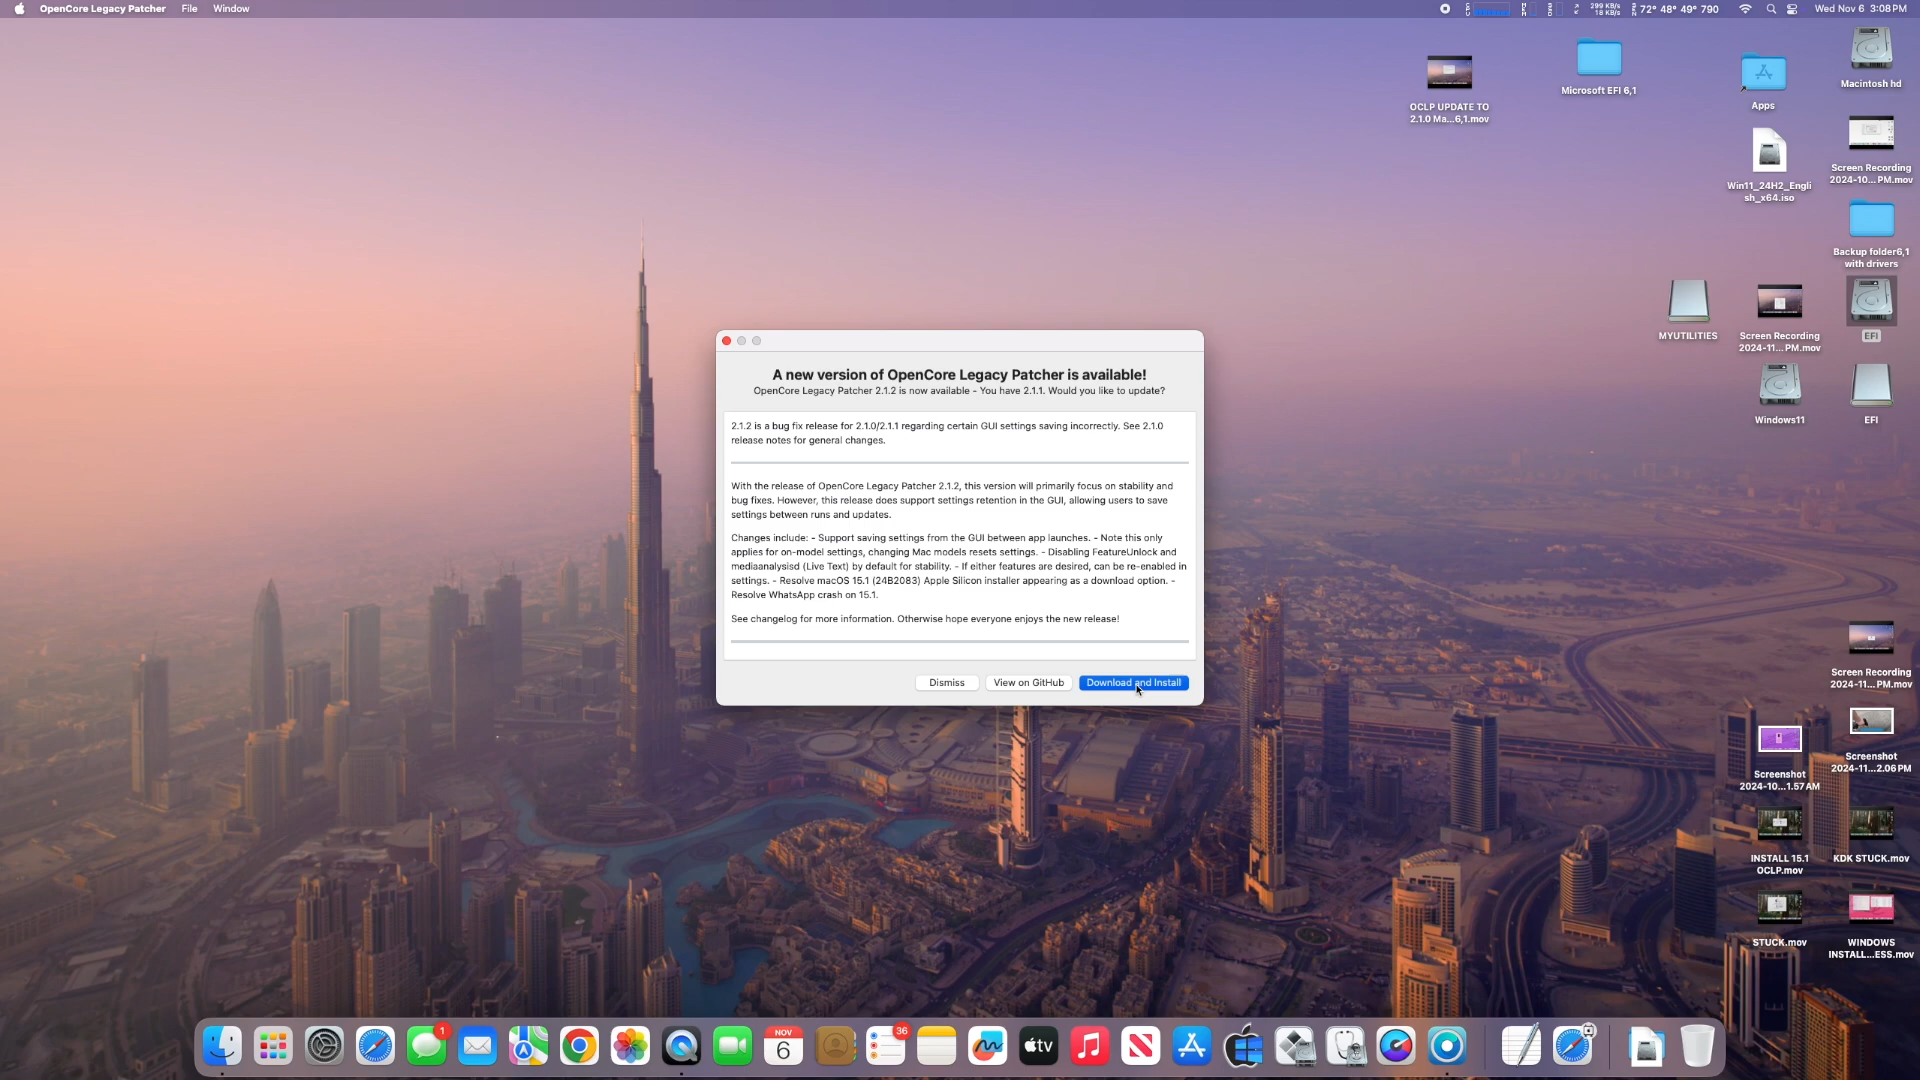 OpenCore Legacy Patcher File Window
299 KB/s
18 KB/s
72° 48° 49° 790
Wed Nov 6 3:08PM
OCLP UPDATE TO
2.1.0 Ma...6,1.mov
Microsoft EFI 6,1
Apps
Macintosh hd
Win11_24H2_Engli
sh_x64.iso
Screen Recording
2024-10... PM.mov
Backup folder6,1
with drivers
MYUTILITIES
Screen Recording
2024-11... PM.mov
EFI
Windows11
EFI
A new version of OpenCore Legacy Patcher is available!
OpenCore Legacy Patcher 2.1.2 is now available - You have 2.1.1. Would you like to update?
2.1.2 is a bug fix release for 2.1.0/2.1.1 regarding certain GUI settings saving incorrectly. See 2.1.0
release notes for general changes.
With the release of OpenCore Legacy Patcher 2.1.2, this version will primarily focus on stability and
bug fixes. However, this release does support settings retention in the GUI, allowing users to save
settings between runs and updates.
Changes include: - Support saving settings from the GUI between app launches. - Note this only
applies for on-model settings, changing Mac models resets settings. - Disabling FeatureUnlock and
mediaanalysisd (Live Text) by default for stability. - If either features are desired, can be re-enabled in
settings. - Resolve macOS 15.1 (24B2083) Apple Silicon installer appearing as a download option. -
Resolve WhatsApp crash on 15.1.
See changelog for more information. Otherwise hope everyone enjoys the new release!
Dismiss
View on GitHub
Download and Install
Screen Recording
2024-11... PM.mov
Screenshot
2024-10...1.57 AM
Screenshot
2024-11...2.06 PM
INSTALL 15.1
OCLP.mov
KDK STUCK.mov
STUCK.mov
WINDOWS
INSTALL...ESS.mov
1
NOV
6
36
tv